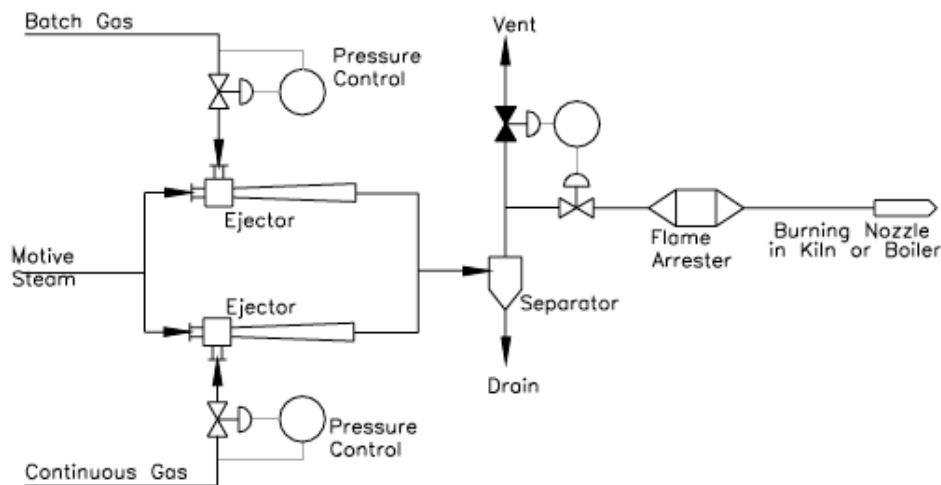 Batch Gas
Pressure
Control
Vent
Ejector
Motive
Steam
Flame
Arrester
Burning Nozzle
in Kiln or Boiler
Ejector
Separator
Drain
Pressure
Control
Continuous Gas